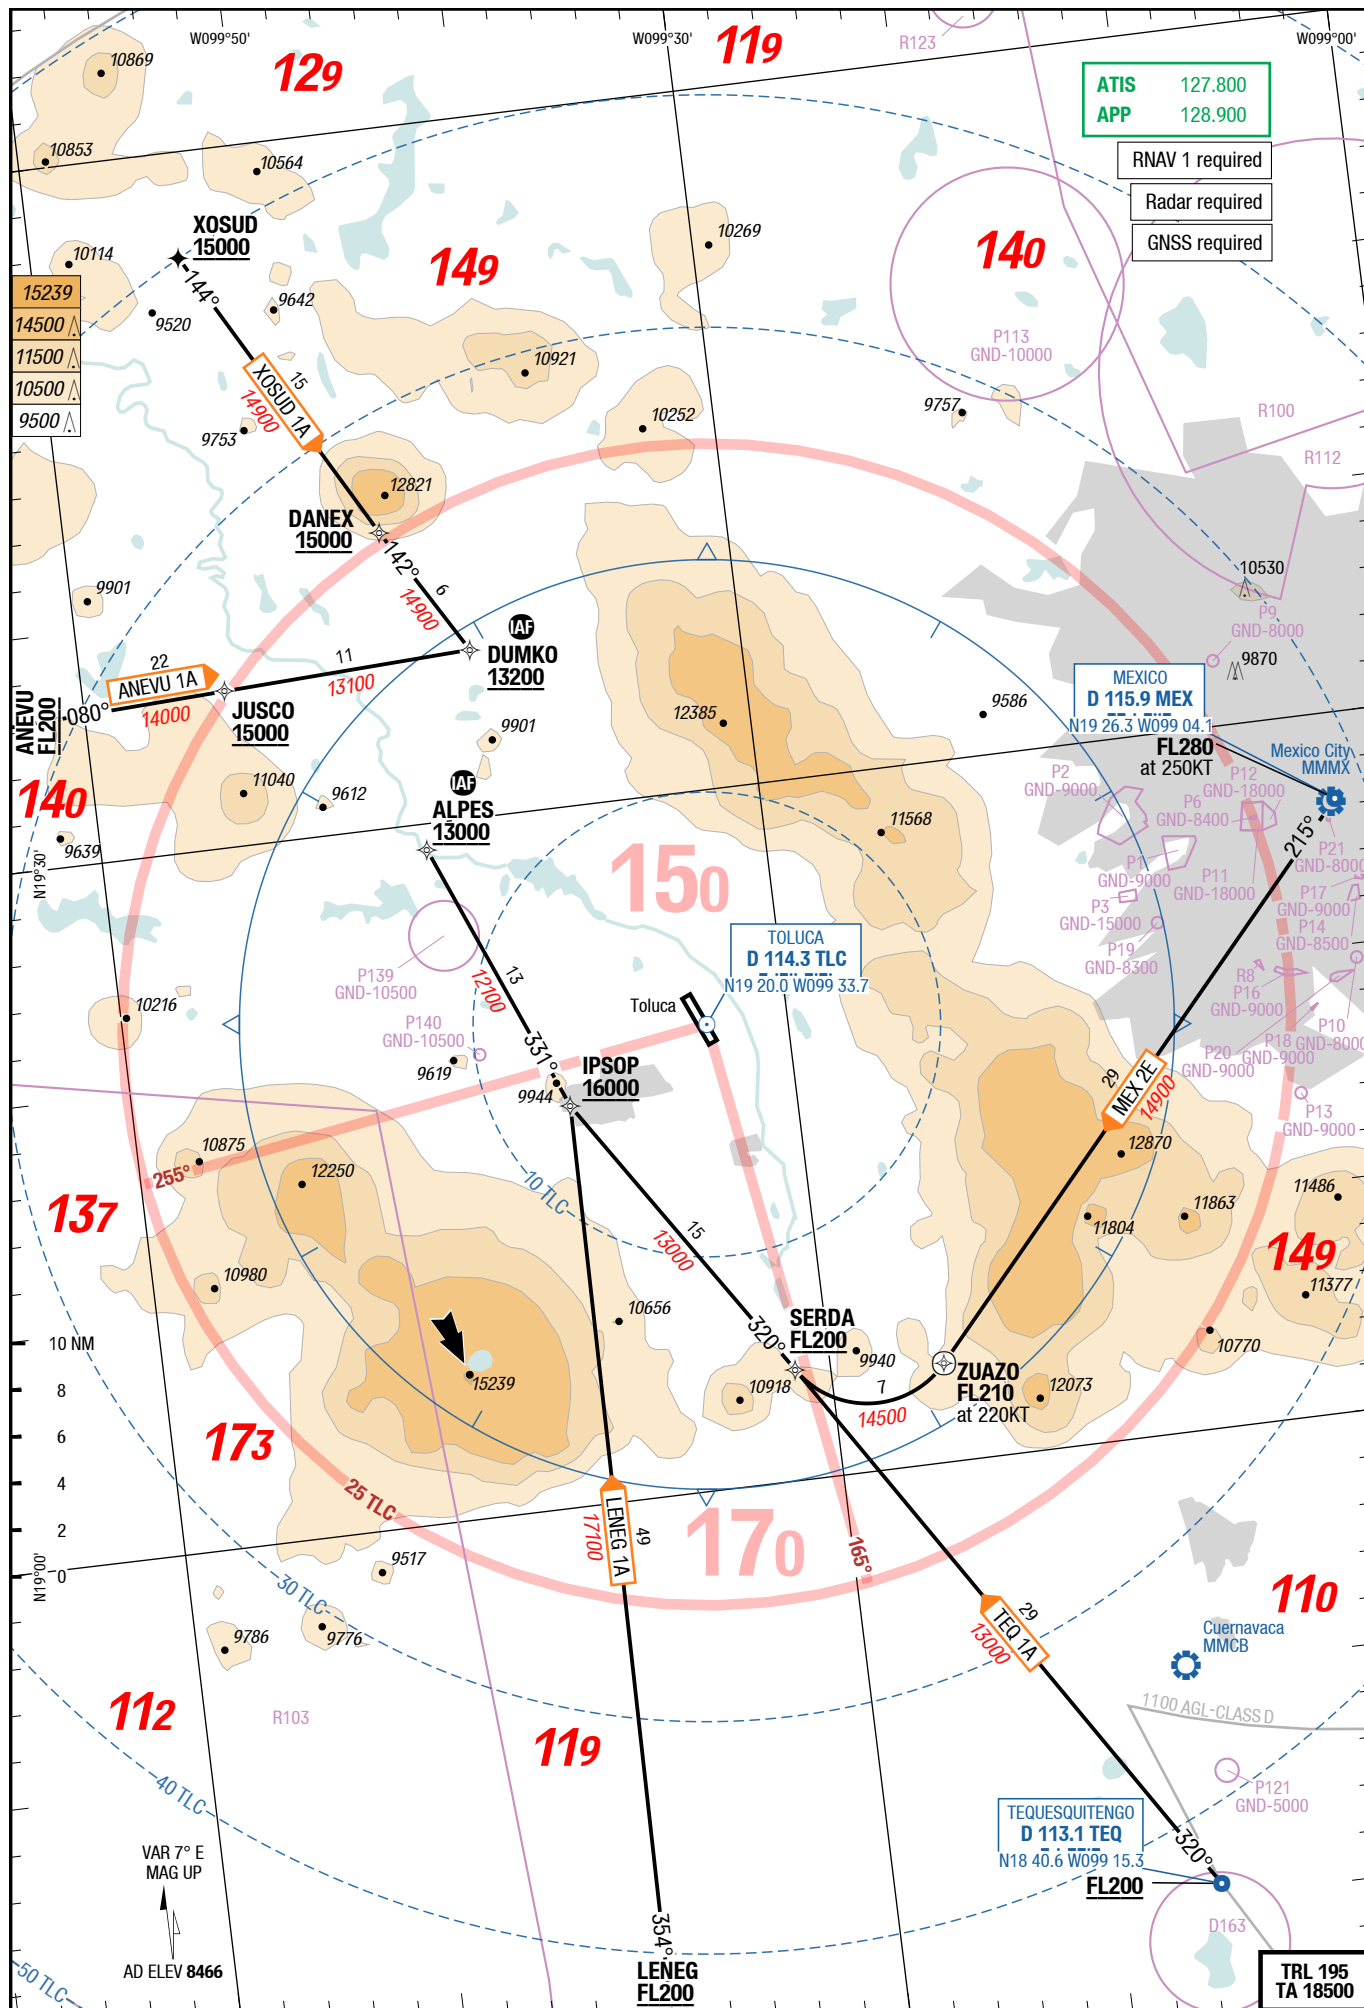 W099°50'
W099°30'
W099°00'
129
119
R123
ATIS 127.800
APP 128.900
RNAV 1 required
Radar required
GNSS required
10869
10853
10564
XOSUD
15000
10114
9520
9642
144°
149
10269
140
P113
GND-10000
15239
14500
11500
10500
9500
XOSUD 1A
15
14900
10921
10252
9757
R100
R112
9753
12821
DANEX
15000
142°
6
14900
10530
P9
GND-8000
9870
9901
IAF
DUMKO
13200
MEXICO
D 115.9 MEX
N19 26.3 W099 04.1
FL280
at 250KT
Mexico City
MMMX
ANEVU
FL200
080°
22
ANEVU 1A
14000
11
13100
JUSCO
15000
9901
12385
9586
140
11040
9612
9639
N19°30'
IAF
ALPES
13000
11568
P2
GND-9000
P12
GND-18000
P6
GND-8400
P1
GND-9000
P11
GND-18000
P3
GND-15000
P19
GND-8300
215°
P21
GND-8000
P17
GND-9000
P14
GND-8500
R8
P16
GND-9000
P10
GND-8000
P18
GND-9000
P20
GND-9000
P13
GND-9000
150
TOLUCA
D 114.3 TLC
N19 20.0 W099 33.7
Toluca
P139
GND-10500
P140
GND-10500
13
12100
331°
10216
9619
9944
IPSOP
16000
29
MEX 2E
14900
10875
255°
12250
137
10 TLC
12870
11804
11863
11486
149
11377
10770
15
13000
10980
10656
320°
SERDA
FL200
9940
10918
7
14500
ZUAZO
FL210
at 220KT
12073
15239
10 NM
8
6
4
2
0
173
25 TLC
LENEG 1A
49
17100
170
165°
N19°00'
9517
30 TLC
9786
9776
110
29
TEQ 1A
13000
Cuernavaca
MMCB
1100 AGL-CLASS D
112
R103
119
P121
GND-5000
40 TLC
TEQUESQUITENGO
D 113.1 TEQ
N18 40.6 W099 15.3
FL200
320°
VAR 7° E
MAG UP
AD ELEV 8466
354°
LENEG
FL200
D163
50 TLC
TRL 195
TA 18500